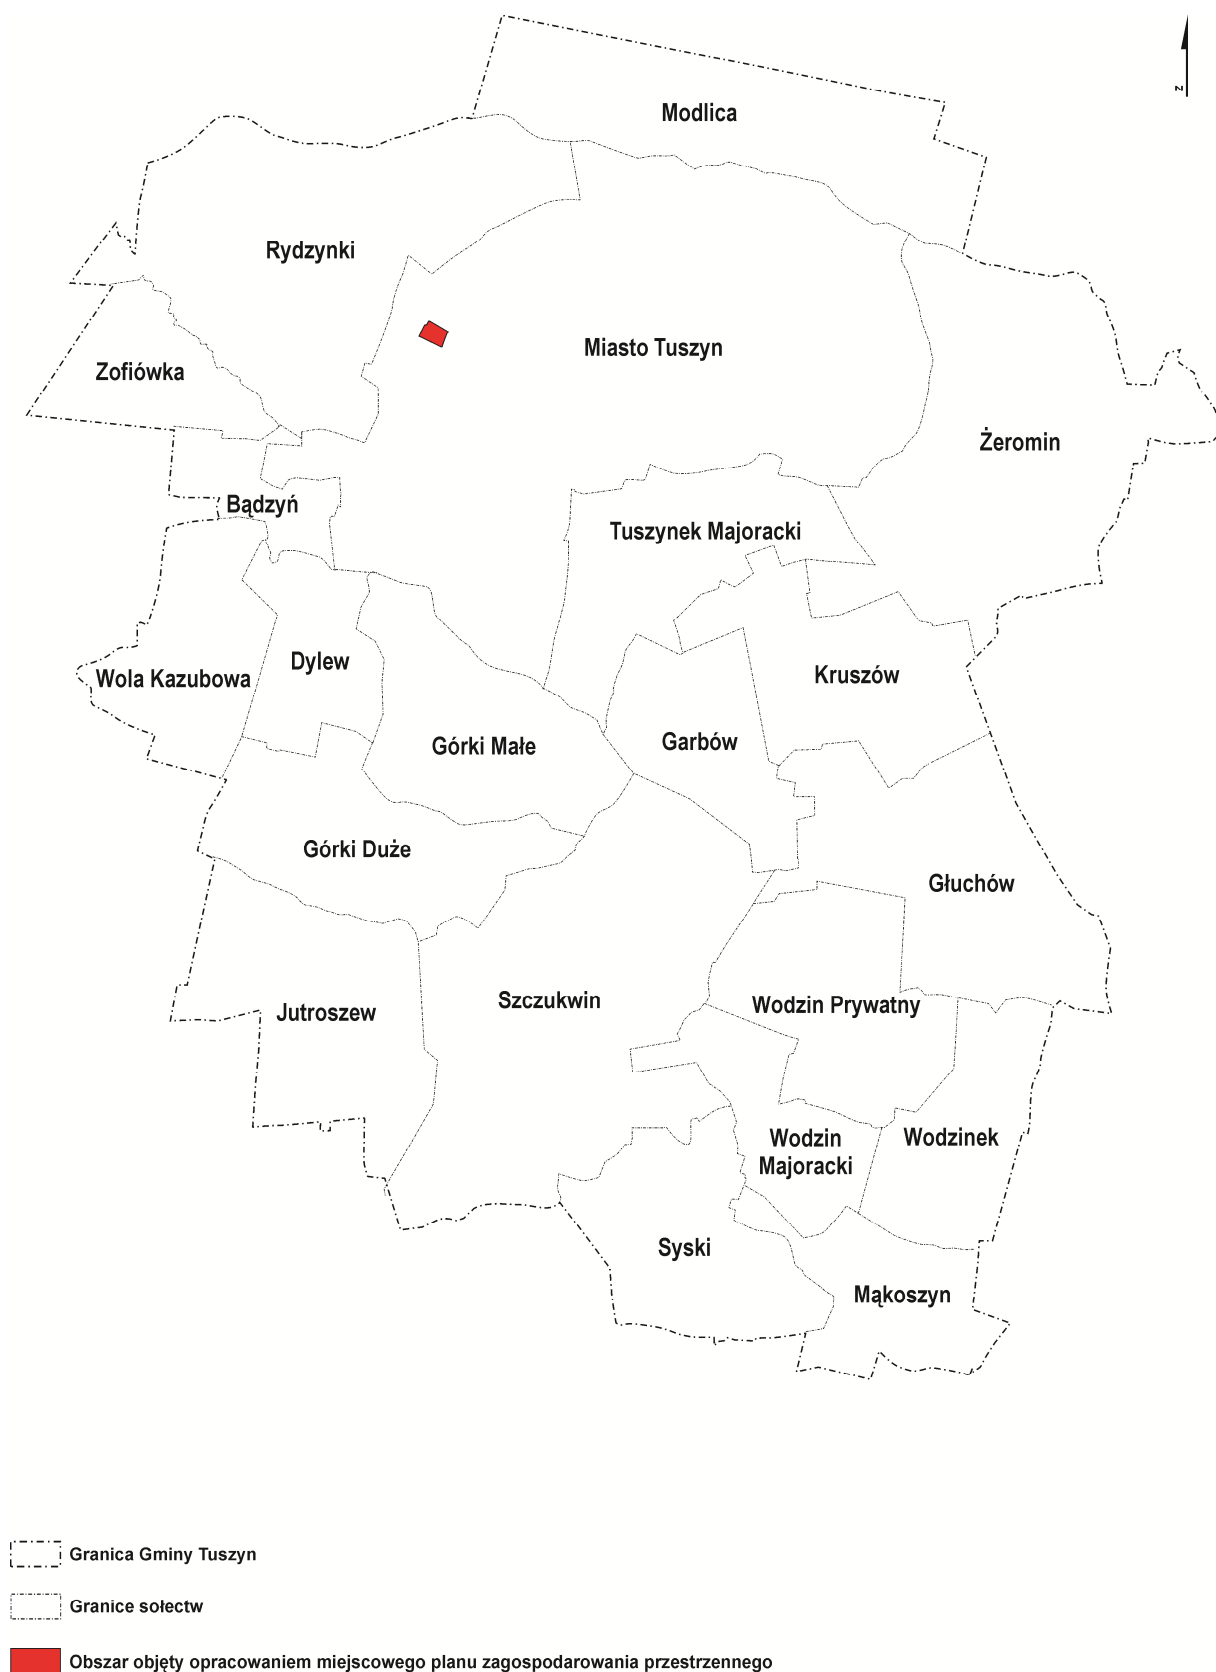 Modlica
N
Rydzynki
Miasto Tuszyn
Zofiówka
Żeromin
Bądzyń
Tuszynek Majoracki
Dylew
Wola Kazubowa
Kruszów
Górki Małe
Garbów
Górki Duże
Głuchów
Szczukwin
Jutroszew
Wodzin Prywatny
Wodzin
Majoracki
Wodzinek
Syski
Mąkoszyn
Granica Gminy Tuszyn
Granice sołectw
Obszar objęty opracowaniem miejscowego planu zagospodarowania przestrzennego